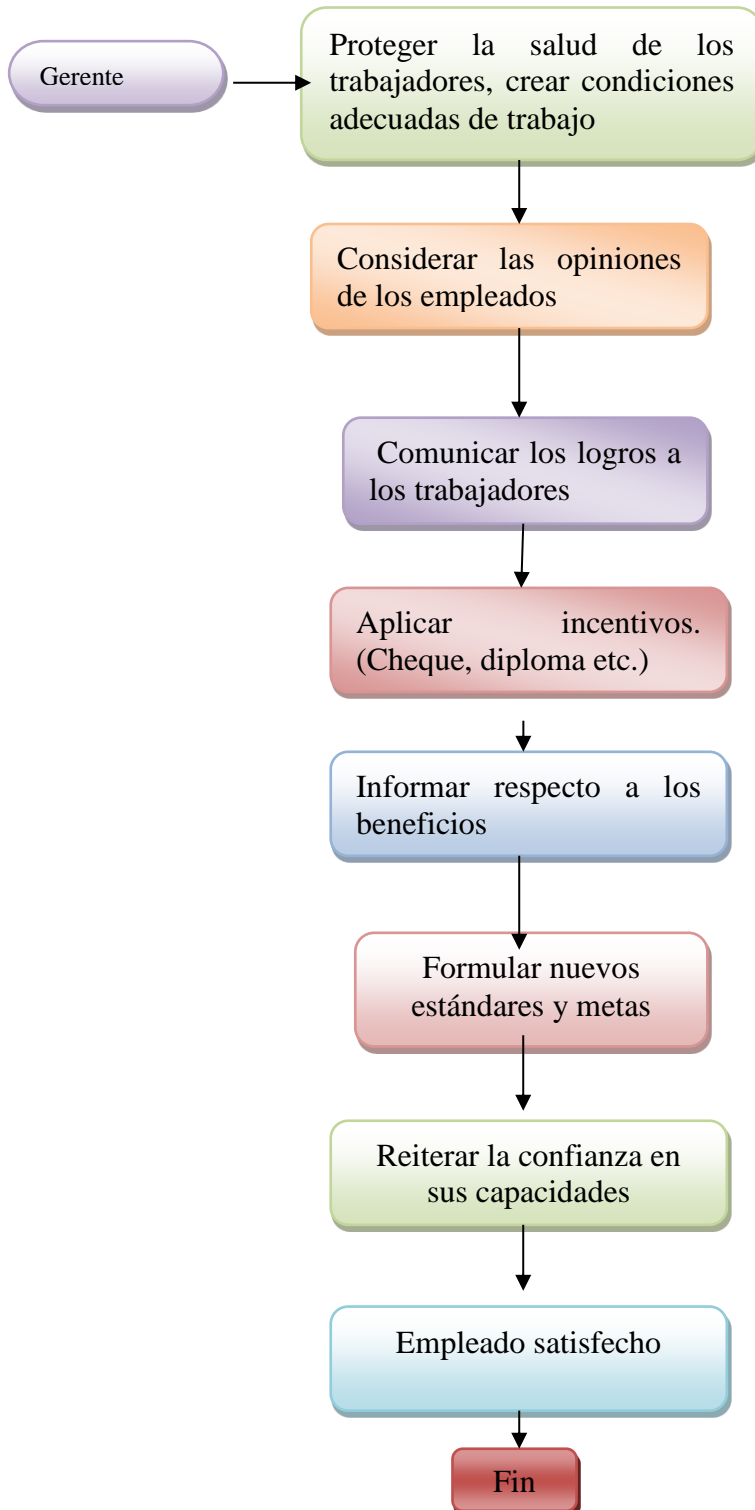 Gerente
Proteger la salud de los
trabajadores, crear condiciones
adecuadas de trabajo
Considerar las opiniones
de los empleados
Comunicar los logros a
los trabajadores
Aplicar incentivos.
(Cheque, diploma etc.)
Informar respecto a los
beneficios
Formular nuevos
estándares y metas
Reiterar la confianza en
sus capacidades
Empleado satisfecho
Fin